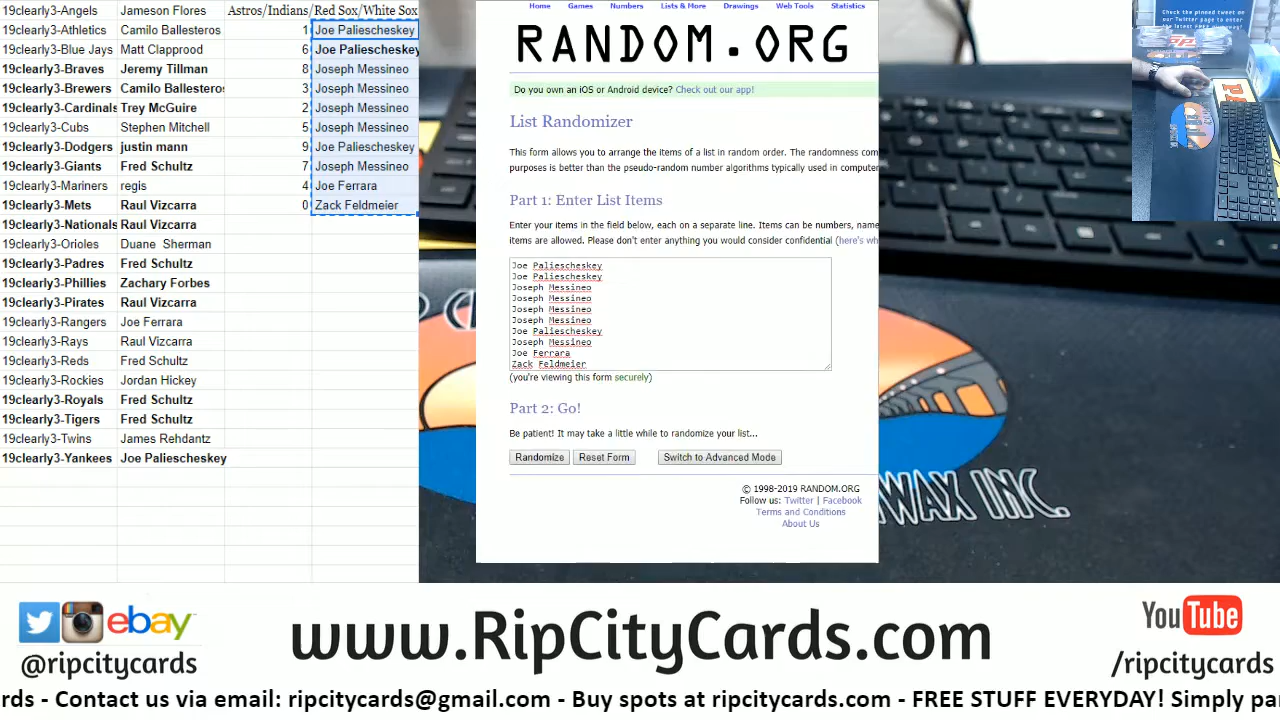 19clearly3-Angels Jameson Flores Astros/Indians/Red Sox/White Sox
19clearly3-Athletics Camilo Ballesteros 1 Joe Paliescheskey
19clearly3-Blue Jays Matt Clapprood 6 Joe Paliescheskey
19clearly3-Braves Jeremy Tillman 8 Joseph Messineo
19clearly3-Brewers Camilo Ballesteros 3 Joseph Messineo
19clearly3-Cardinals Trey McGuire 2 Joseph Messineo
19clearly3-Cubs Stephen Mitchell 5 Joseph Messineo
19clearly3-Dodgers justin mann 9 Joe Paliescheskey
19clearly3-Giants Fred Schultz 7 Joseph Messineo
19clearly3-Mariners regis 4 Joe Ferrara
19clearly3-Mets Raul Vizcarra 0 Zack Feldmeier
19clearly3-Nationals Raul Vizcarra
19clearly3-Orioles Duane Sherman
19clearly3-Padres Fred Schultz
19clearly3-Phillies Zachary Forbes
19clearly3-Pirates Raul Vizcarra
19clearly3-Rangers Joe Ferrara
19clearly3-Rays Raul Vizcarra
19clearly3-Reds Fred Schultz
19clearly3-Rockies Jordan Hickey
19clearly3-Royals Fred Schultz
19clearly3-Tigers Fred Schultz
19clearly3-Twins James Rehdantz
19clearly3-Yankees Joe Paliescheskey
Home Games Numbers Lists & More Drawings Web Tools Statistics
RANDOM.ORG
Do you own an iOS or Android device? Check out our app!
List Randomizer
This form allows you to arrange the items of a list in random order. The randomness com
purposes is better than the pseudo-random number algorithms typically used in computer
Part 1: Enter List Items
Enter your items in the field below, each on a separate line. Items can be numbers, name
items are allowed. Please don't enter anything you would consider confidential (here's wh
Joe Paliescheskey
Joe Paliescheskey
Joseph Messineo
Joseph Messineo
Joseph Messineo
Joseph Messineo
Joe Paliescheskey
Joseph Messineo
Joe Ferrara
Zack Feldmeier
(you're viewing this form securely)
Part 2: Go!
Be patient! It may take a little while to randomize your list...
Randomize Reset Form Switch to Advanced Mode
© 1998-2019 RANDOM.ORG
Follow us: Twitter | Facebook
Terms and Conditions
About Us
Check the pinned tweet on
our Twitter page to enter
WAX INC.
ebay
@ripcitycards
www.RipCityCards.com
YouTube
/ripcitycards
rds - Contact us via email: ripcitycards@gmail.com - Buy spots at ripcitycards.com - FREE STUFF EVERYDAY! Simply pa